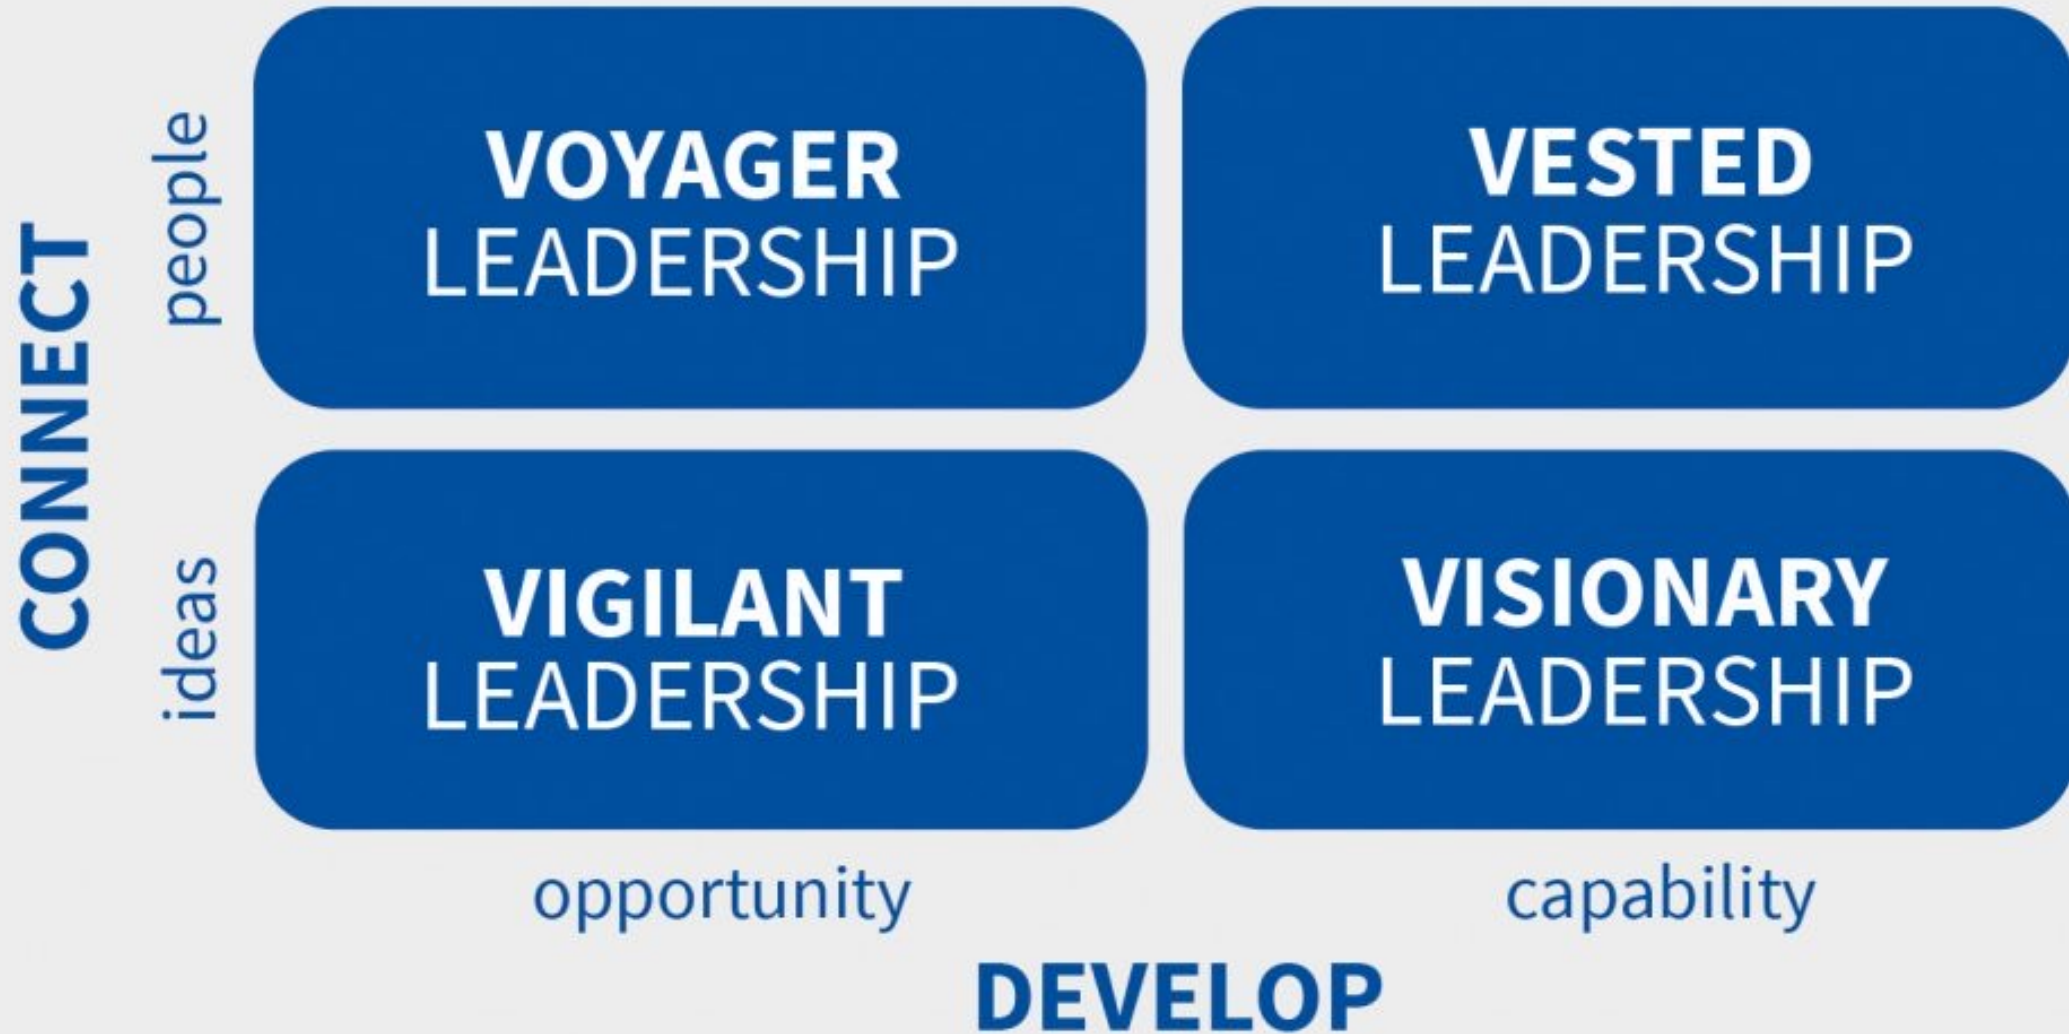 CONNECT
people
VOYAGER
LEADERSHIP
VESTED
LEADERSHIP
ideas
VIGILANT
LEADERSHIP
VISIONARY
LEADERSHIP
opportunity
capability
DEVELOP